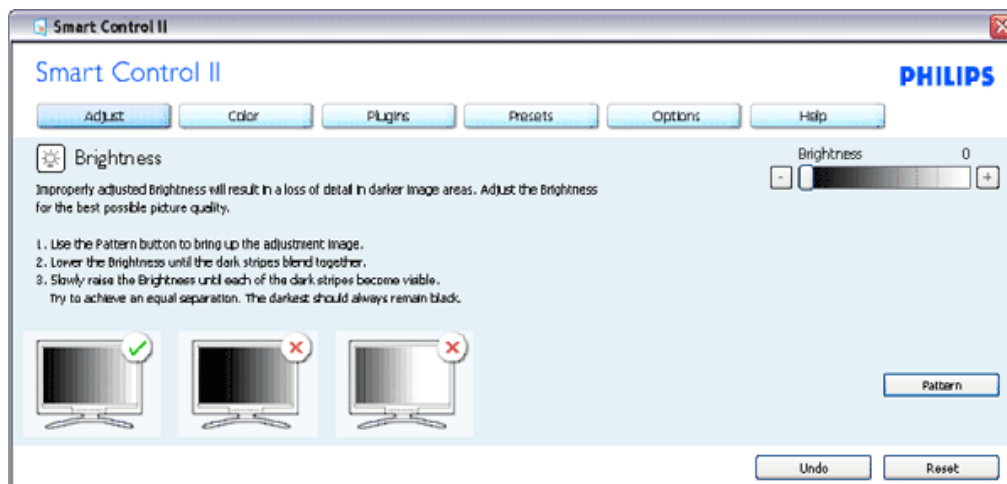 Smart Control II
Smart Control II
PHILIPS
Adjust Color Plugins Presets Options Help
Brightness
Brightness 0
Improperly adjusted Brightness will result in a loss of detail in darker image areas. Adjust the Brightness
for the best possible picture quality.
1. Use the Pattern button to bring up the adjustment image.
2. Lower the Brightness until the dark stripes blend together.
3. Slowly raise the Brightness until each of the dark stripes become visible.
Try to achieve an equal separation. The darkest should always remain black.
Pattern
Undo Reset